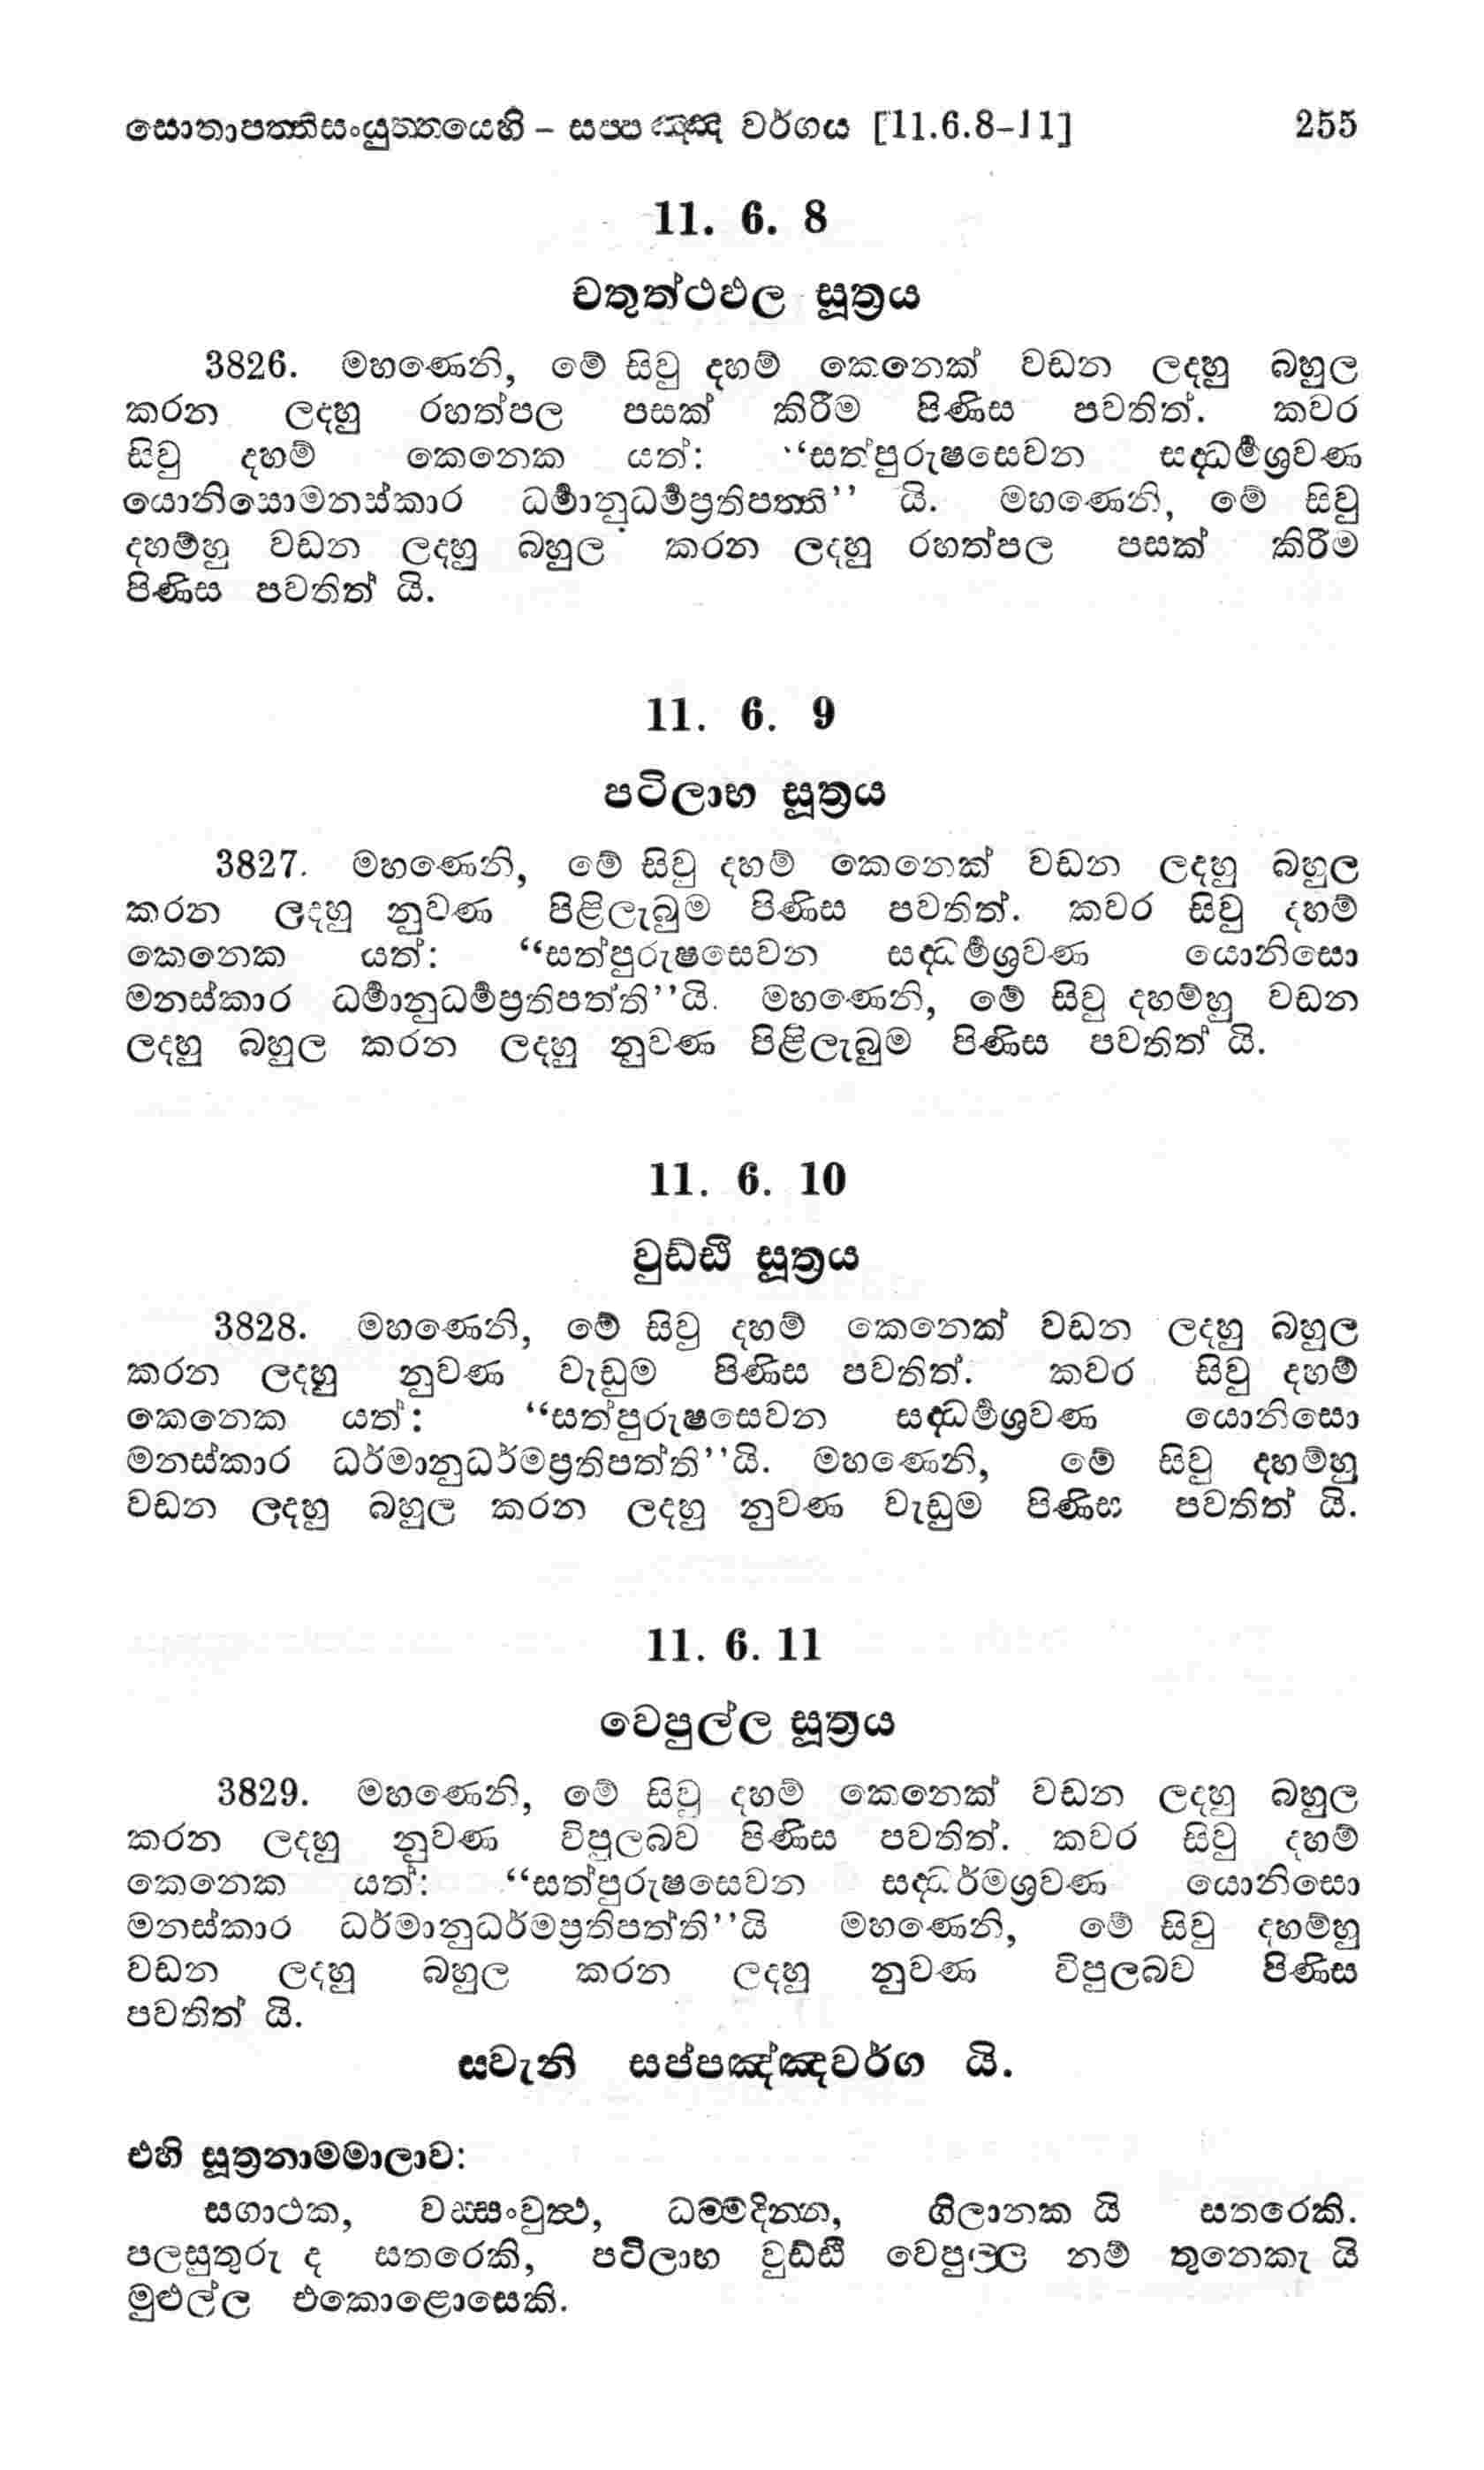 සොතාපත්තිසංයුත්තයෙහි – සප්පඤ්ඤ වර්ගය [11.6.8–11] 255
11. 6. 8
චතුත්ථඵල සූත්‍රය
3826. මහණෙනි, මේ සිවු දහම් කෙනෙක් වඩන ලදහු බහුල
කරන ලදහු රහත්පල පසක් කිරීම පිණිස පවතිත්. කවර
සිවු දහම් කෙනෙක යත්: “සත්පුරුෂසෙවන සද්ධර්‍මශ්‍රවණ
යොනිසොමනස්කාර ධර්‍මානුධර්‍මප්‍රතිපත්ති” යි. මහණෙනි, මේ සිවු
දහම්හු වඩන ලදහු බහුල කරන ලදහු රහත්පල පසක් කිරීම
පිණිස පවතිත් යි.
11. 6. 9
පටිලාභ සූත්‍රය
3827. මහණෙනි, මේ සිවු දහම් කෙනෙක් වඩන ලදහු බහුල
කරන ලදහු නුවණ පිළිලැබුම පිණිස පවතිත්. කවර සිවු දහම්
කෙනෙක යත්: “සත්පුරුෂසෙවන සද්ධර්‍මශ්‍රවණ යොනිසො
මනස්කාර ධර්‍මානුධර්‍මප්‍රතිපත්ති”යි. මහණෙනි, මේ සිවු දහම්හු වඩන
ලදහු බහුල කරන ලදහු නුවණ පිළිලැබුම පිණිස පවතිත් යි.
11. 6. 10
වුඩ්ඪි සූත්‍රය
3828. මහණෙනි, මේ සිවු දහම් කෙනෙක් වඩන ලදහු බහුල
කරන ලදහු නුවණ වැඩුම පිණිස පවතිත්. කවර සිවු දහම්
කෙනෙක යත්: “සත්පුරුෂසෙවන සද්ධර්‍මශ්‍රවණ යොනිසො
මනස්කාර ධර්මානුධර්මප්‍රතිපත්ති”යි. මහණෙනි, මේ සිවු දහම්හු
වඩන ලදහු බහුල කරන ලදහු නුවණ වැඩුම පිණිස පවතිත් යි.
11. 6. 11
වෙපුල්ල සූත්‍රය
3829. මහණෙනි, මේ සිවු දහම් කෙනෙක් වඩන ලදහු බහුල
කරන ලදහු නුවණ විපුලබව පිණිස පවතිත්. කවර සිවු දහම්
කෙනෙක යත්: “සත්පුරුෂසෙවන සද්ධර්මශ්‍රවණ යොනිසො
මනස්කාර ධර්මානුධර්මප්‍රතිපත්ති”යි මහණෙනි, මේ සිවු දහම්හු
වඩන ලදහු බහුල කරන ලදහු නුවණ විපුලබව පිණිස
පවතිත් යි.
සවැනි සප්පඤ්ඤවර්ග යි.
එහි සූත්‍රනාමමාලාව:
සගාථක, වස්සංවුත්ථ, ධම්මදින්න, ගිලානක යි සතරෙකි.
පලසුතුරු ද සතරෙකි, පටිලාභ වුඩ්ඪි වෙපුල්ල නම් තුනෙකැ යි
මුළුල්ල එකොළොසෙකි.